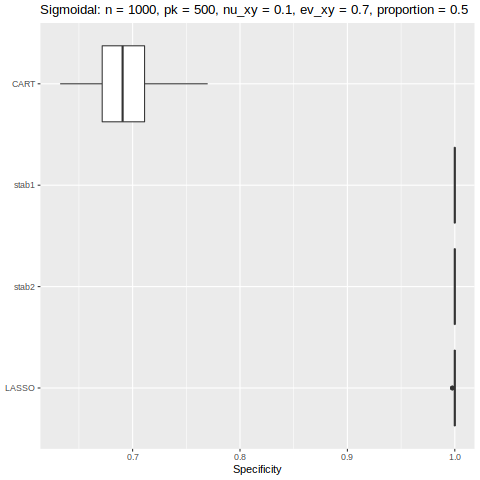 Sigmoidal: n = 1000, pk = 500, nu_xy = 0.1, ev_xy = 0.7, proportion = 0.5
CART
stab1
stab2
LASSO
0.7 0.8 0.9 1.0
Specificity